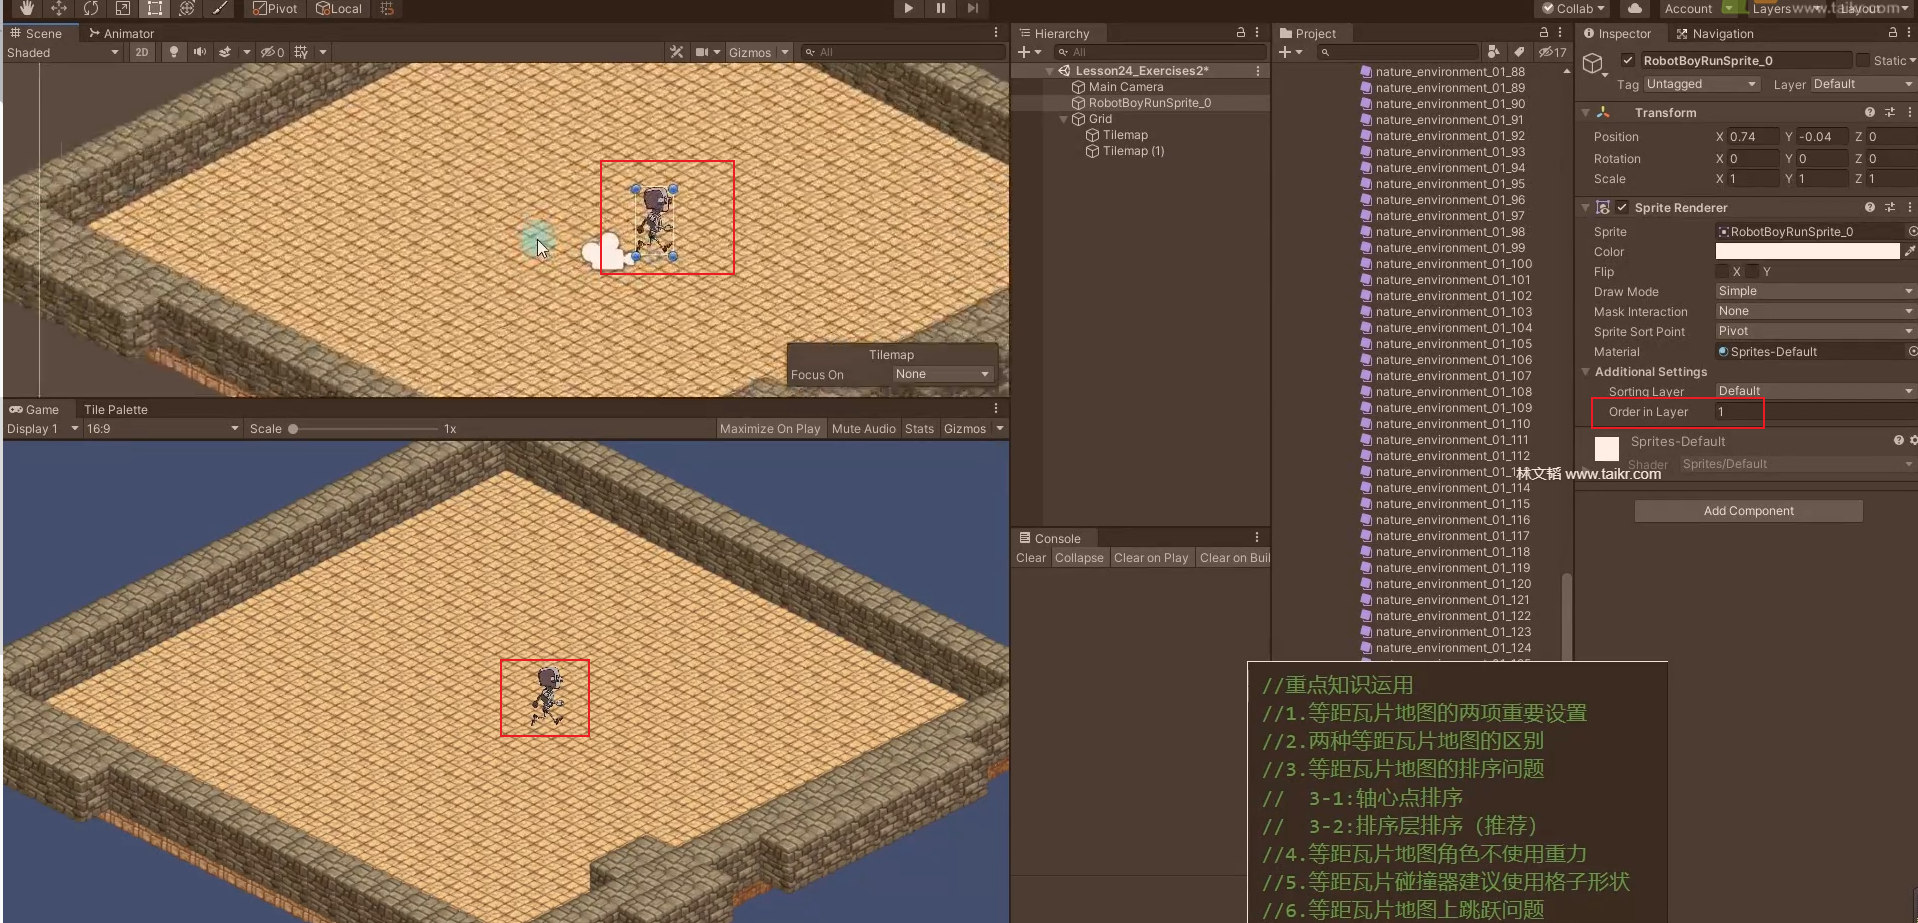 Pivot
Local
Collab
Account
Layers
Layout
www.taikr.com
Scene
Animator
Shaded
2D
0
Gizmos
All
Tilemap
Focus On
None
Game
Tile Palette
Display 1
16:9
Scale
1x
Maximize On Play
Mute Audio
Stats
Gizmos
Hierarchy
All
Lesson24_Exercises2*
Main Camera
RobotBoyRunSprite_0
Grid
Tilemap
Tilemap (1)
Console
Clear
Collapse
Clear on Play
Clear on Buil
Project
17
nature_environment_01_88
nature_environment_01_89
nature_environment_01_90
nature_environment_01_91
nature_environment_01_92
nature_environment_01_93
nature_environment_01_94
nature_environment_01_95
nature_environment_01_96
nature_environment_01_97
nature_environment_01_98
nature_environment_01_99
nature_environment_01_100
nature_environment_01_101
nature_environment_01_102
nature_environment_01_103
nature_environment_01_104
nature_environment_01_105
nature_environment_01_106
nature_environment_01_107
nature_environment_01_108
nature_environment_01_109
nature_environment_01_110
nature_environment_01_111
nature_environment_01_112
nature_environment_01_1
nature_environment_01_114
nature_environment_01_115
nature_environment_01_116
nature_environment_01_117
nature_environment_01_118
nature_environment_01_119
nature_environment_01_120
nature_environment_01_121
nature_environment_01_122
nature_environment_01_123
nature_environment_01_124
Inspector
Navigation
RobotBoyRunSprite_0
Static
Tag Untagged
Layer Default
Transform
Position X 0.74 Y -0.04 Z 0
Rotation X 0 Y 0 Z 0
Scale X 1 Y 1 Z 1
Sprite Renderer
Sprite RobotBoyRunSprite_0
Color
Flip X Y
Draw Mode Simple
Mask Interaction None
Sprite Sort Point Pivot
Material Sprites-Default
Additional Settings
Sorting Layer Default
Order in Layer 1
Sprites-Default
Shader Sprites/Default
林文韬 www.taikr.com
Add Component
//重点知识运用
//1.等距瓦片地图的两项重要设置
//2.两种等距瓦片地图的区别
//3.等距瓦片地图的排序问题
// 3-1:轴心点排序
// 3-2:排序层排序（推荐）
//4.等距瓦片地图角色不使用重力
//5.等距瓦片碰撞器建议使用格子形状
//6.等距瓦片地图上跳跃问题